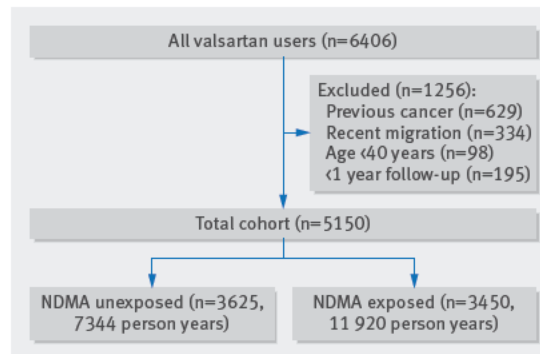 All valsartan users (n=6406)
Excluded (n=1256):
Previous cancer (n=629)
Recent migration (n=334)
Age <40 years (n=98)
<1 year follow-up (n=195)
Total cohort (n=5150)
NDMA unexposed (n=3625,
7344 person years)
NDMA exposed (n=3450,
11 920 person years)